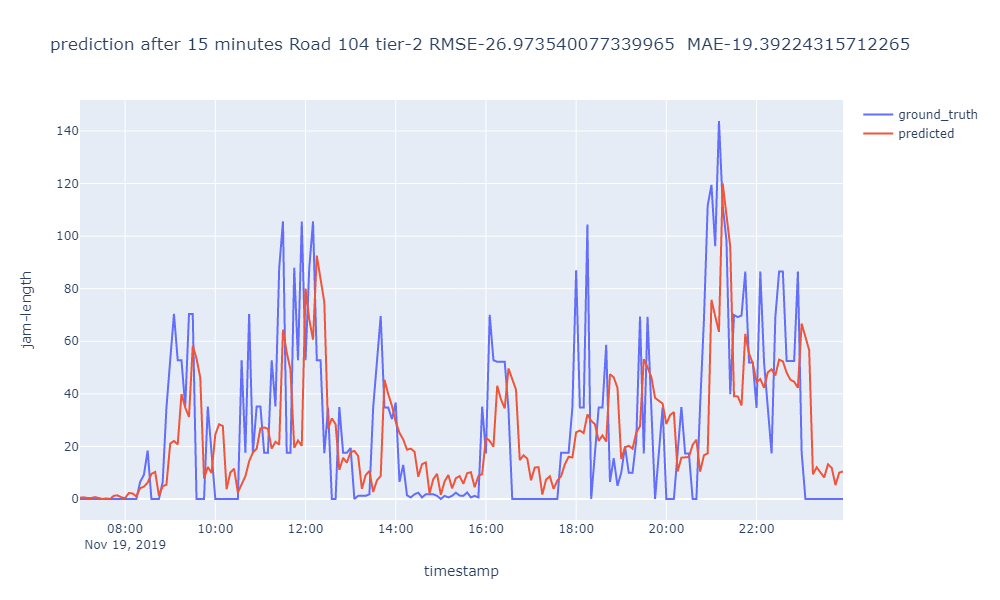 prediction after 15 minutes Road 104 tier-2 RMSE-26.973540077339965  MAE-19.39224315712265
ground_truth
predicted
140
120
100
80
60
40
20
0
jam-length
08:00 10:00 12:00 14:00 16:00 18:00 20:00 22:00
Nov 19, 2019
timestamp